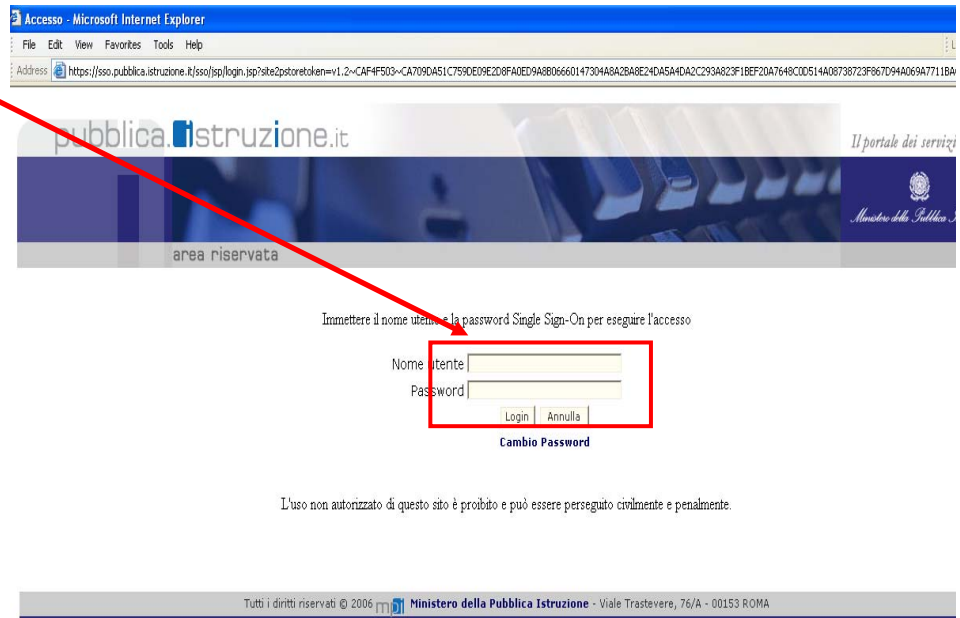 Accesso - Microsoft Internet Explorer
File Edit View Favorites Tools Help
Address https://sso.pubblica.istruzione.it/sso/jsp/login.jsp?site2pstoretoken=v1.2~CAF4F503~
pubblica.istruzione.it
Il portale dei servizi
Ministero della Pubblica
area riservata
Immettere il nome utente e la password Single Sign-On per eseguire l'accesso
Nome utente
Password
Login Annulla
Cambio Password
L'uso non autorizzato di questo sito è proibito e può essere perseguito civilmente e penalmente.
Tutti i diritti riservati © 2006 mpi Ministero della Pubblica Istruzione - Viale Trastevere, 76/A - 00153 ROMA